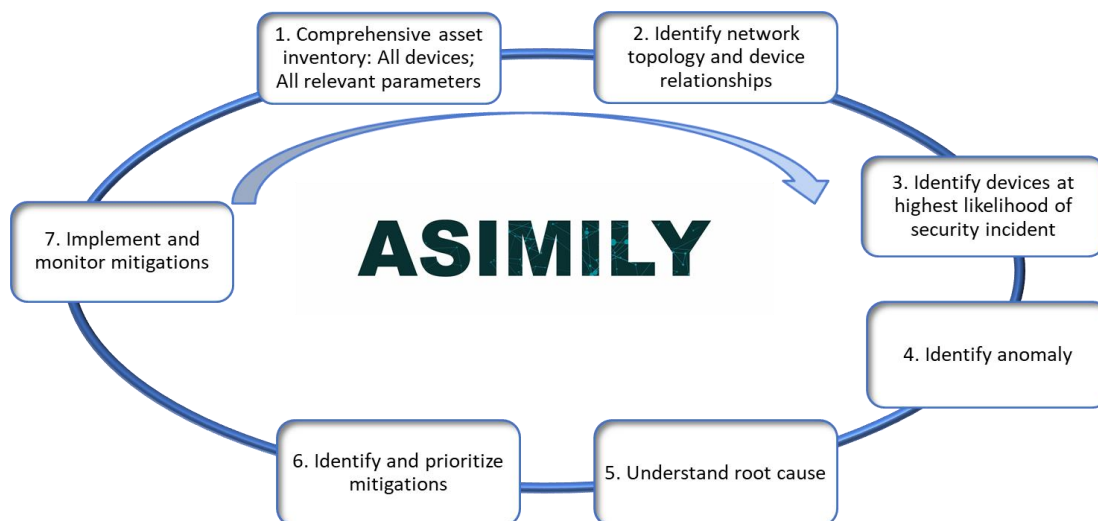 1. Comprehensive asset
inventory: All devices;
All relevant parameters
2. Identify network
topology and device
relationships
3. Identify devices at
highest likelihood of
security incident
4. Identify anomaly
5. Understand root cause
6. Identify and prioritize
mitigations
7. Implement and
monitor mitigations
ASIMILY